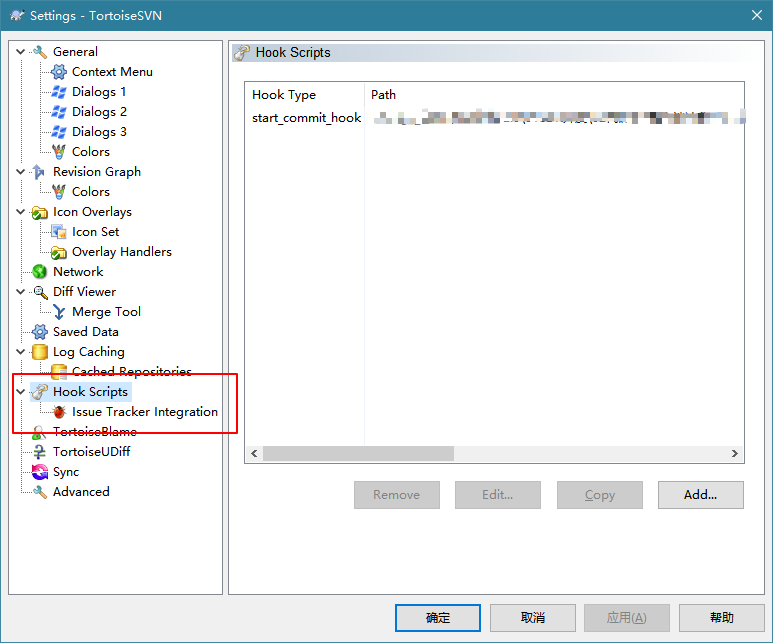 Settings - TortoiseSVN
General
Context Menu
Dialogs 1
Dialogs 2
Dialogs 3
Colors
Revision Graph
Colors
Icon Overlays
Icon Set
Overlay Handlers
Network
Diff Viewer
Merge Tool
Saved Data
Log Caching
Cached Repositories
Hook Scripts
Issue Tracker Integration
TortoiseBlame
TortoiseUDiff
Sync
Advanced
Hook Scripts
Hook Type Path
start_commit_hook
Remove Edit... Copy Add...
确定 取消 应用(A) 帮助